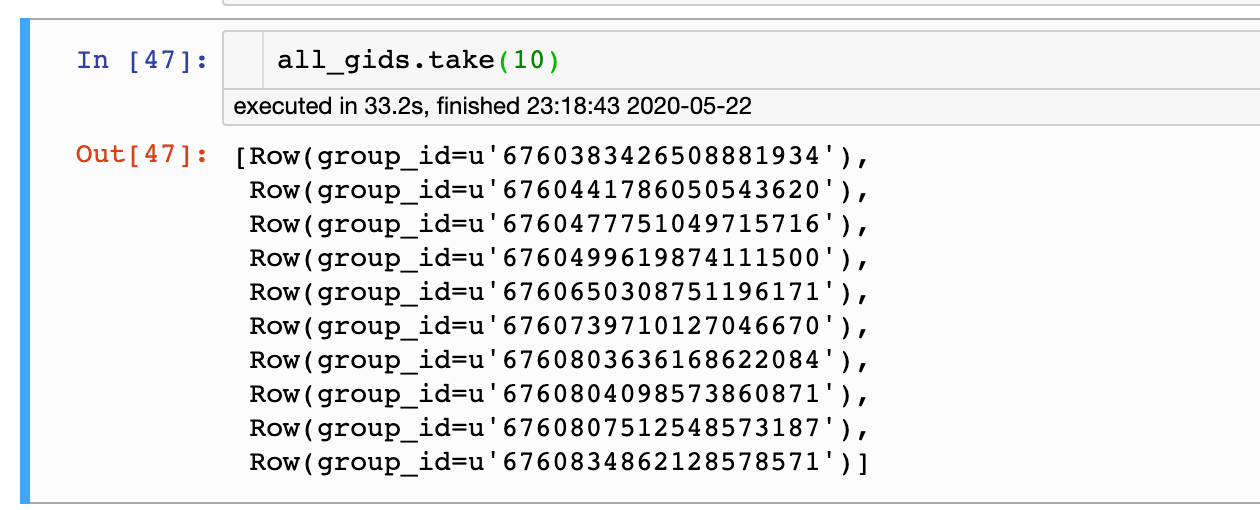 In [47]: all_gids.take(10)
executed in 33.2s, finished 23:18:43 2020-05-22
Out[47]: [Row(group_id=u'6760383426508881934'),
Row(group_id=u'6760441786050543620'),
Row(group_id=u'6760477751049715716'),
Row(group_id=u'6760499619874111500'),
Row(group_id=u'6760650308751196171'),
Row(group_id=u'6760739710127046670'),
Row(group_id=u'6760803636168622084'),
Row(group_id=u'6760804098573860871'),
Row(group_id=u'6760807512548573187'),
Row(group_id=u'6760834862128578571')]